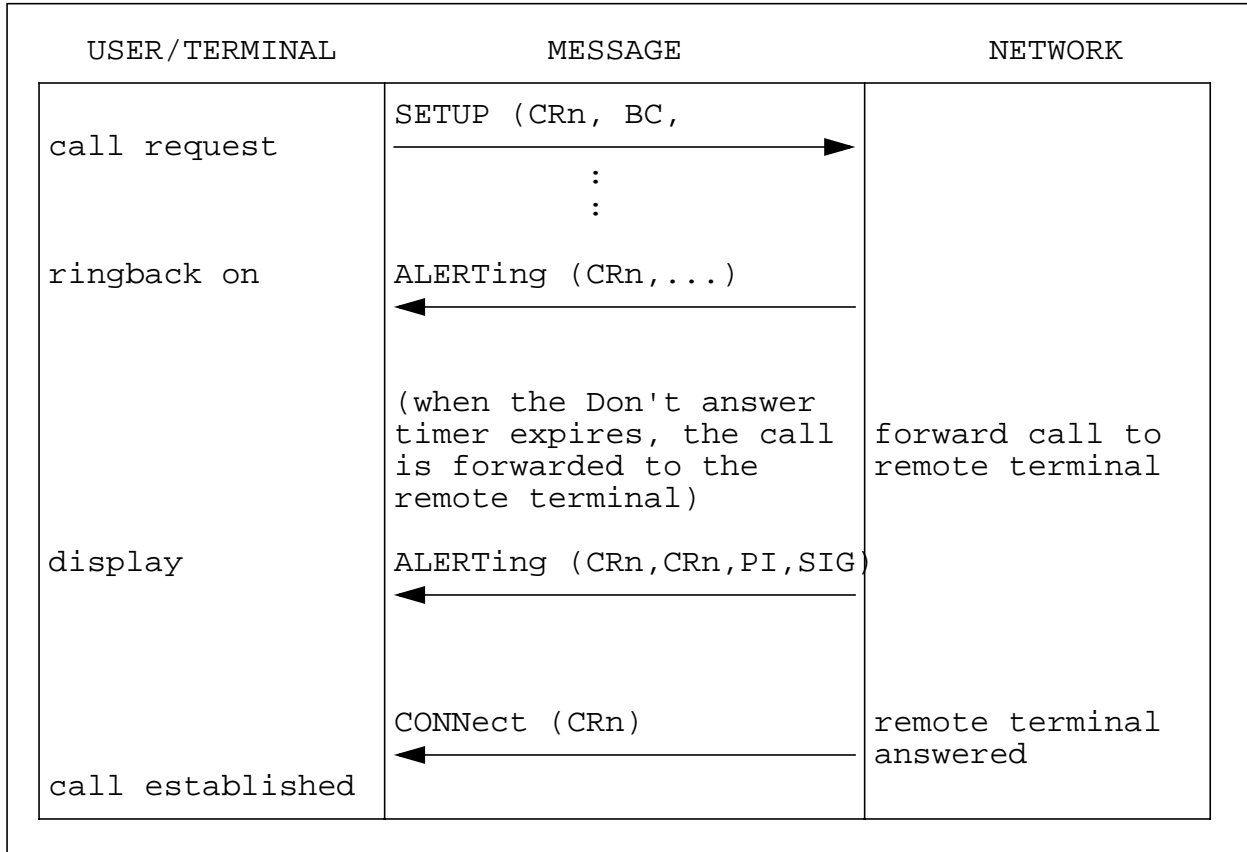 USER/TERMINAL MESSAGE NETWORK
SETUP (CRn, BC,
call request
:
:
ringback on ALERTing (CRn,...)
(when the Don't answer
timer expires, the call forward call to
is forwarded to the remote terminal
remote terminal)
display ALERTing (CRn,CRn,PI,SIG)
CONNect (CRn) remote terminal
answered
call established